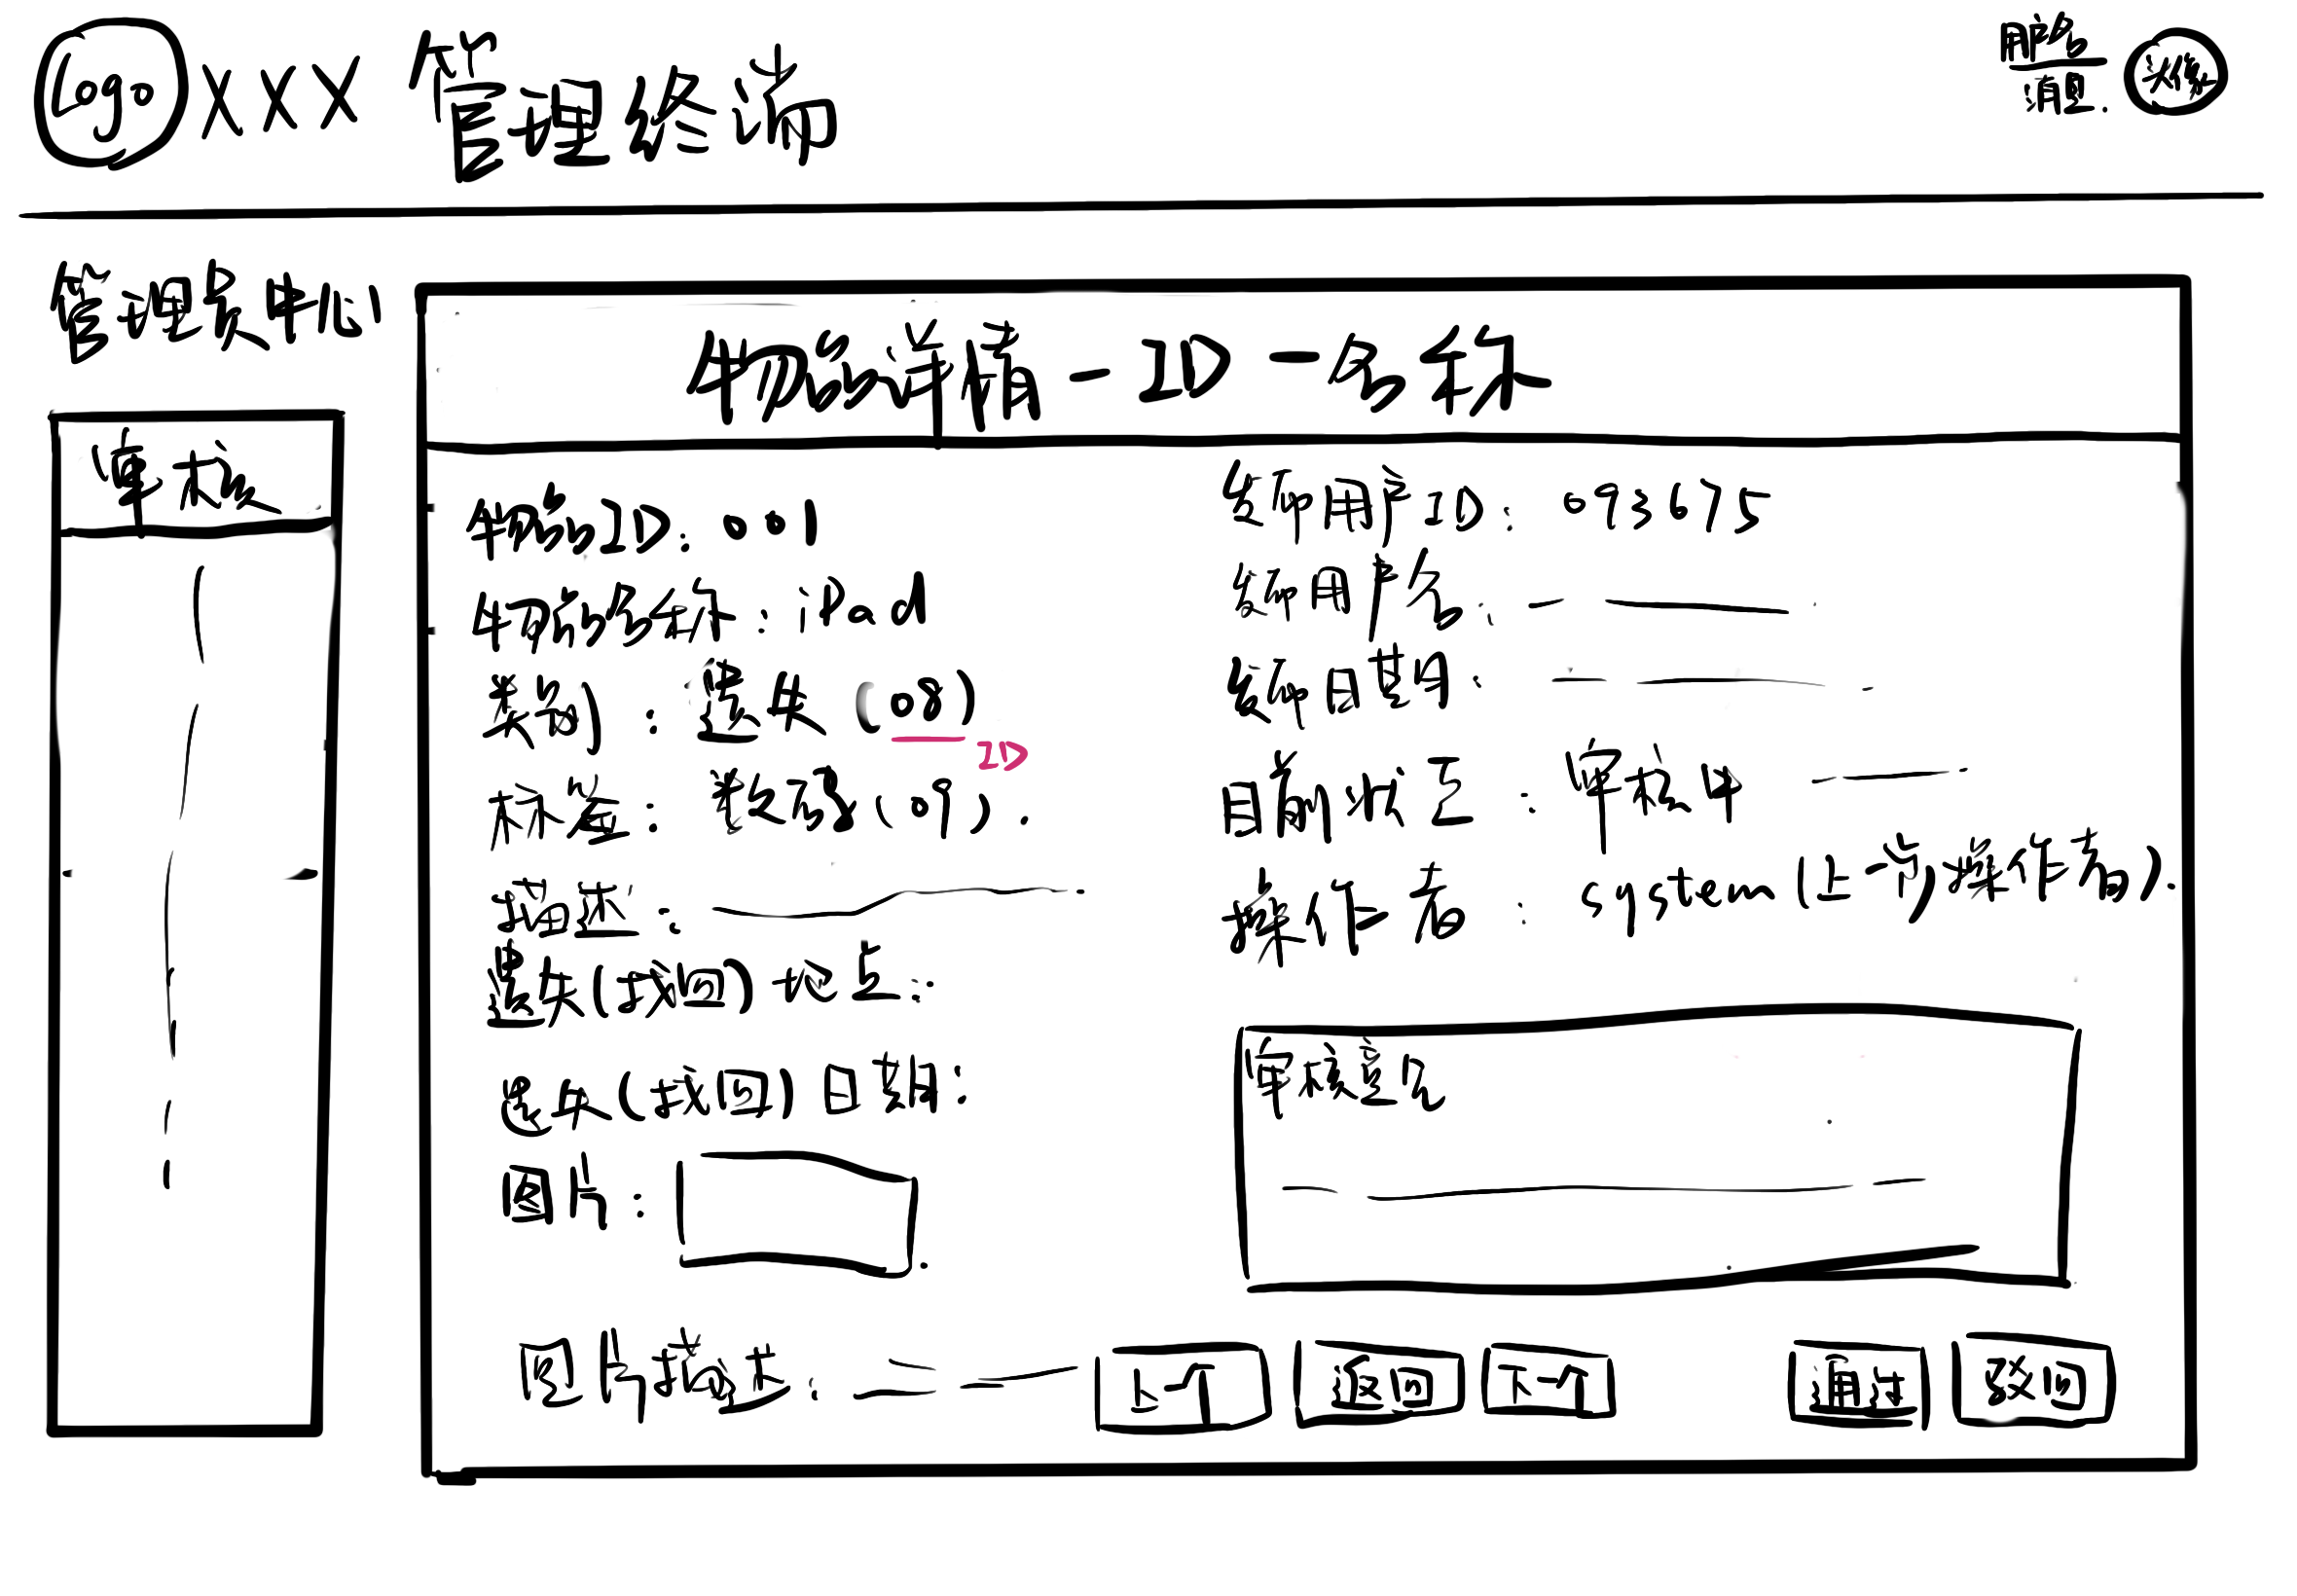 Logo XXX 管理终端
用户名
消息
头像
管理员中心
审核
物品详情-ID-名称
物品ID: 001
物品名称: iPad
类别: 遗失 (08)
ID
标签: 数码 (09).
描述:
遗失(找回)地点:
遗失(找回)日期:
图片:
图片描述:
发布用户ID: 093675
发布用户名:
发布日期:
目前状态: 审核中
操作者: system (上一节操作者).
审核意见
上一个
返回
下一个
通过
驳回